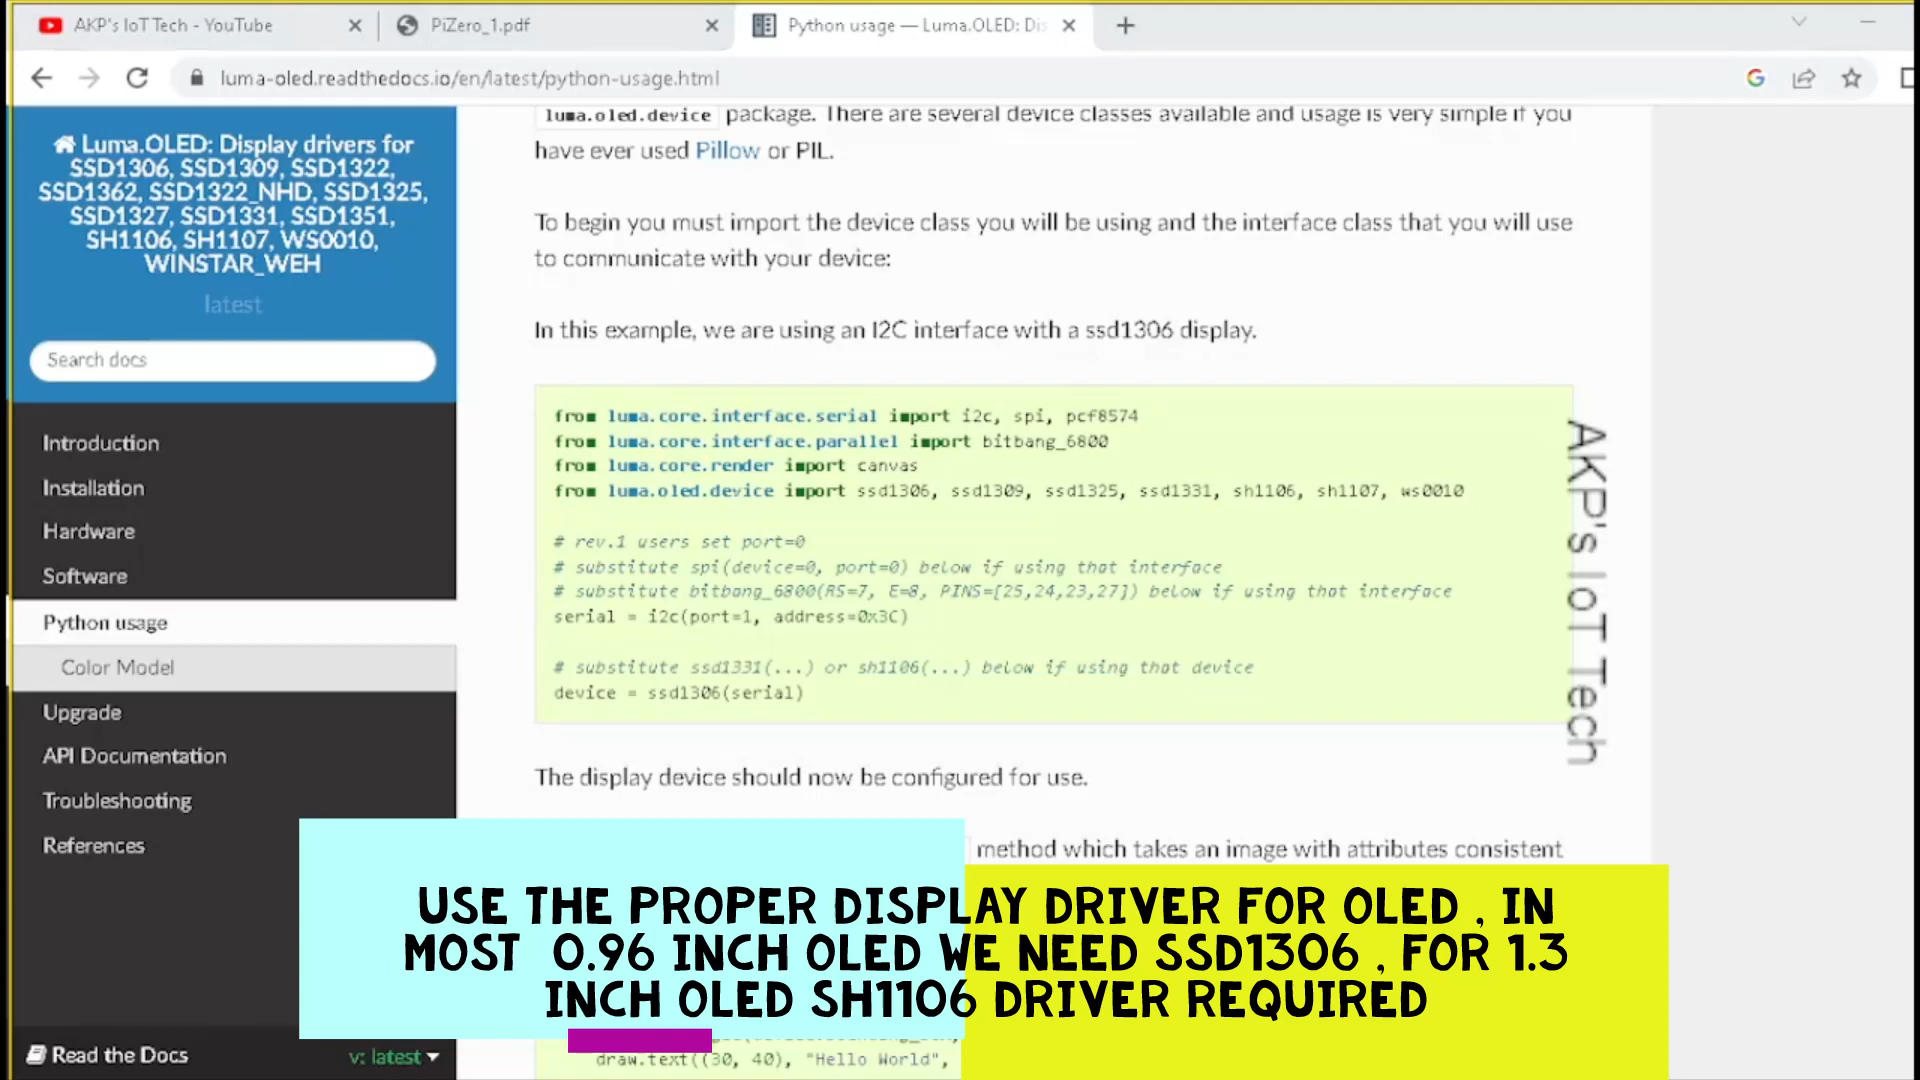 AKP's IoT Tech - YouTube
PiZero_1.pdf
Python usage — Luma.OLED: Dis
luma-oled.readthedocs.io/en/latest/python-usage.html
Luma.OLED: Display drivers for
SSD1306, SSD1309, SSD1322,
SSD1362, SSD1322_NHD, SSD1325,
SSD1327, SSD1331, SSD1351,
SH1106, SH1107, WS0010,
WINSTAR_WEH
latest
Search docs
Introduction
Installation
Hardware
Software
Python usage
Color Model
Upgrade
API Documentation
Troubleshooting
References
Read the Docs
v: latest
luma.oled.device package. There are several device classes available and usage is very simple if you
have ever used Pillow or PIL.
To begin you must import the device class you will be using and the interface class that you will use
to communicate with your device:
In this example, we are using an I2C interface with a ssd1306 display.
from luma.core.interface.serial import i2c, spi, pcf8574
from luma.core.interface.parallel import bitbang_6800
from luma.core.render import canvas
from luma.oled.device import ssd1306, ssd1309, ssd1325, ssd1331, sh1106, sh1107, ws0010
# rev.1 users set port=0
# substitute spi(device=0, port=0) below if using that interface
# substitute bitbang_6800(RS=7, E=8, PINS=[25,24,23,27]) below if using that interface
serial = i2c(port=1, address=0x3C)
# substitute ssd1331(...) or sh1106(...) below if using that device
device = ssd1306(serial)
The display device should now be configured for use.
method which takes an image with attributes consistent
AKP's IoT Tech
USE THE PROPER DISPLAY DRIVER FOR OLED , IN
MOST 0.96 INCH OLED WE NEED SSD1306 , FOR 1.3
INCH OLED SH1106 DRIVER REQUIRED
draw.text((30, 40), "Hello World",